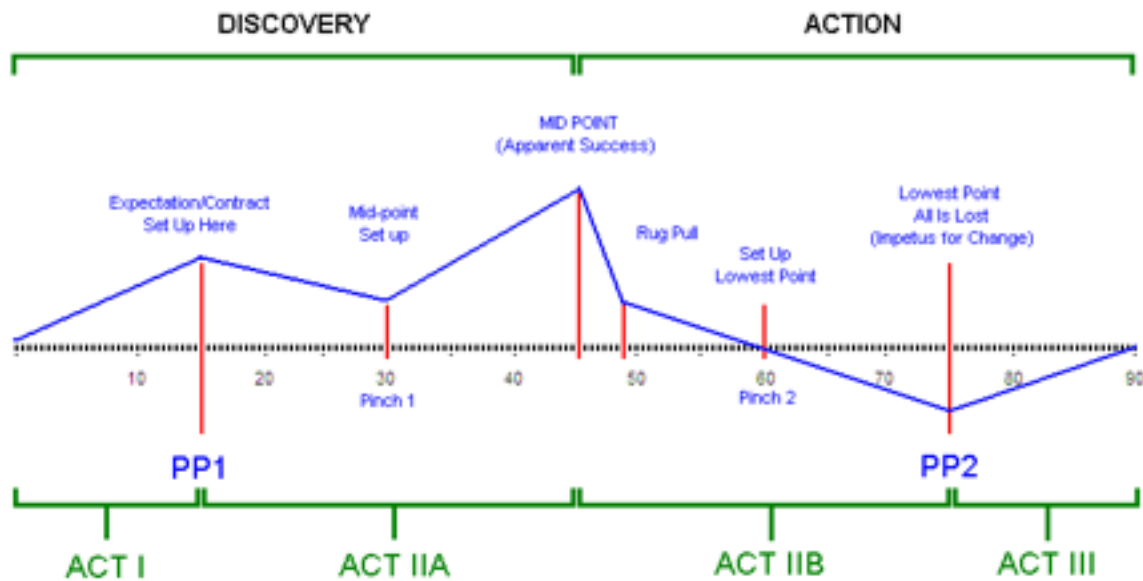 DISCOVERY
ACTION
MID POINT
(Apparent Success)
Expectation/Contract
Set Up Here
Mid-point
Set up
Rug Pull
Set Up
Lowest Point
Lowest Point
All Is Lost
(Impetus for Change)
10
20
30
40
50
60
70
80
90
Pinch 1
Pinch 2
PP1
PP2
ACT I
ACT IIA
ACT IIB
ACT III